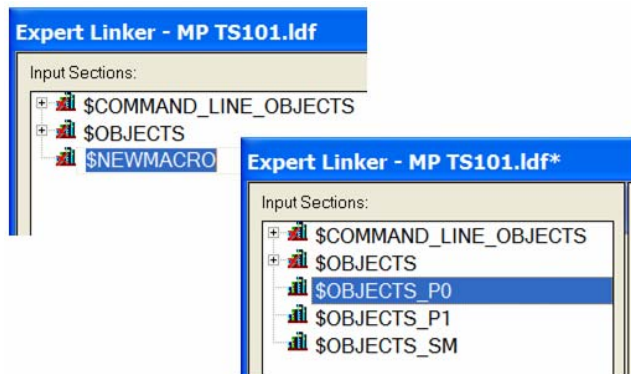 Expert Linker - MP TS101.ldf
Input Sections:
$COMMAND_LINE_OBJECTS
$OBJECTS
$NEWMACRO
Expert Linker - MP TS101.ldf*
Input Sections:
$COMMAND_LINE_OBJECTS
$OBJECTS
$OBJECTS_P0
$OBJECTS_P1
$OBJECTS_SM